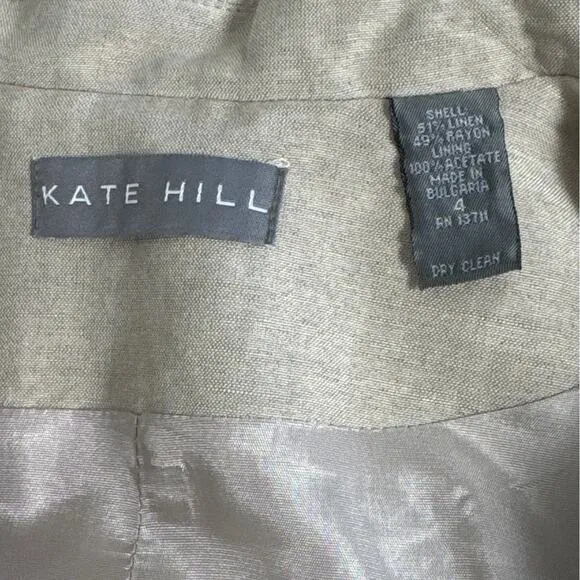 KATE HILL
SHELL
51% LINEN
49% RAYON
LINING
100% ACETATE
MADE IN
BULGARIA
4
RN 13711
DRY CLEAN